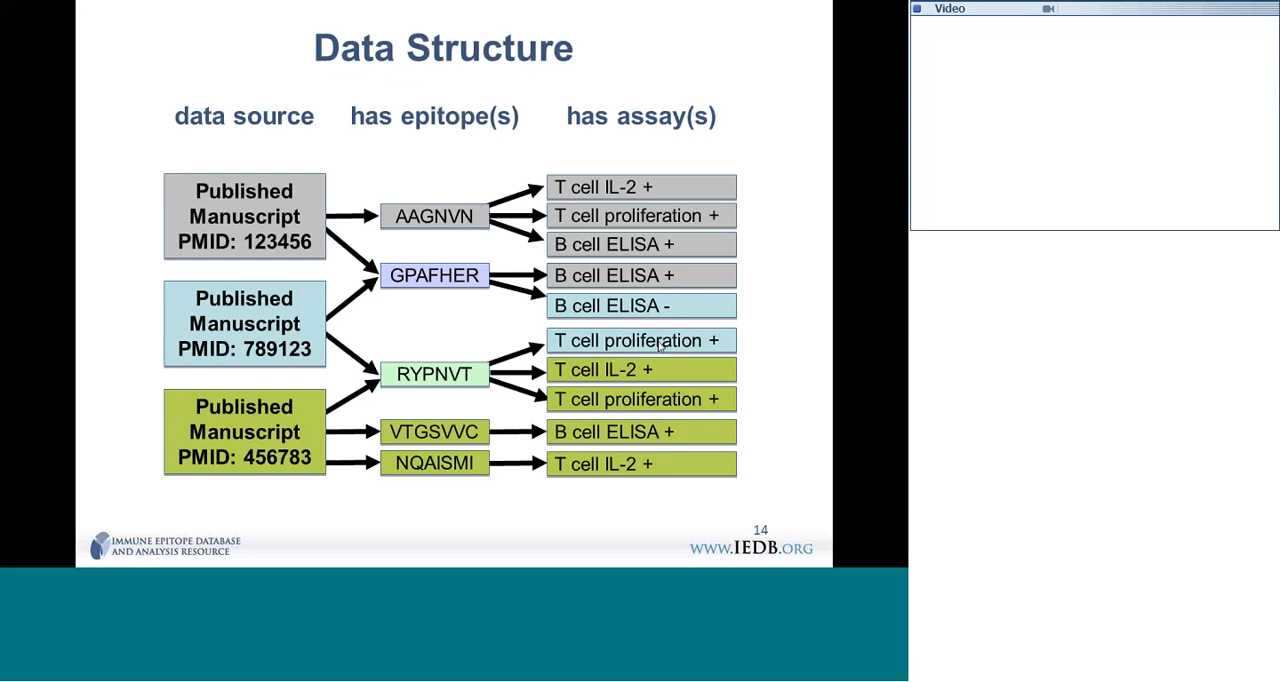 Video
Data Structure
data source
has epitope(s)
has assay(s)
Published
Manuscript
PMID: 123456
AAGNVN
T cell IL-2 +
T cell proliferation +
B cell ELISA +
GPAFHER
B cell ELISA +
B cell ELISA -
Published
Manuscript
PMID: 789123
RYPNVT
T cell proliferation +
T cell IL-2 +
T cell proliferation +
Published
Manuscript
PMID: 456783
VTGSVVC
B cell ELISA +
NQAISMI
T cell IL-2 +
IMMUNE EPITOPE DATABASE
AND ANALYSIS RESOURCE
14
WWW.IEDB.ORG